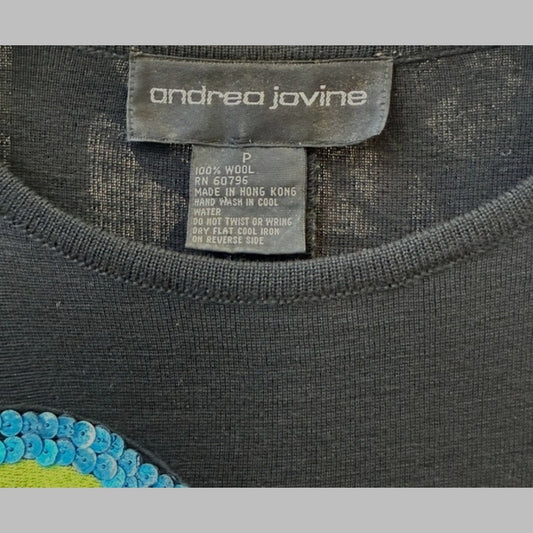 andrea jovine
P
100% WOOL
RN 60796
MADE IN HONG KONG
HAND WASH IN COOL
WATER
DO NOT TWIST OR WRING
DRY FLAT COOL IRON
ON REVERSE SIDE